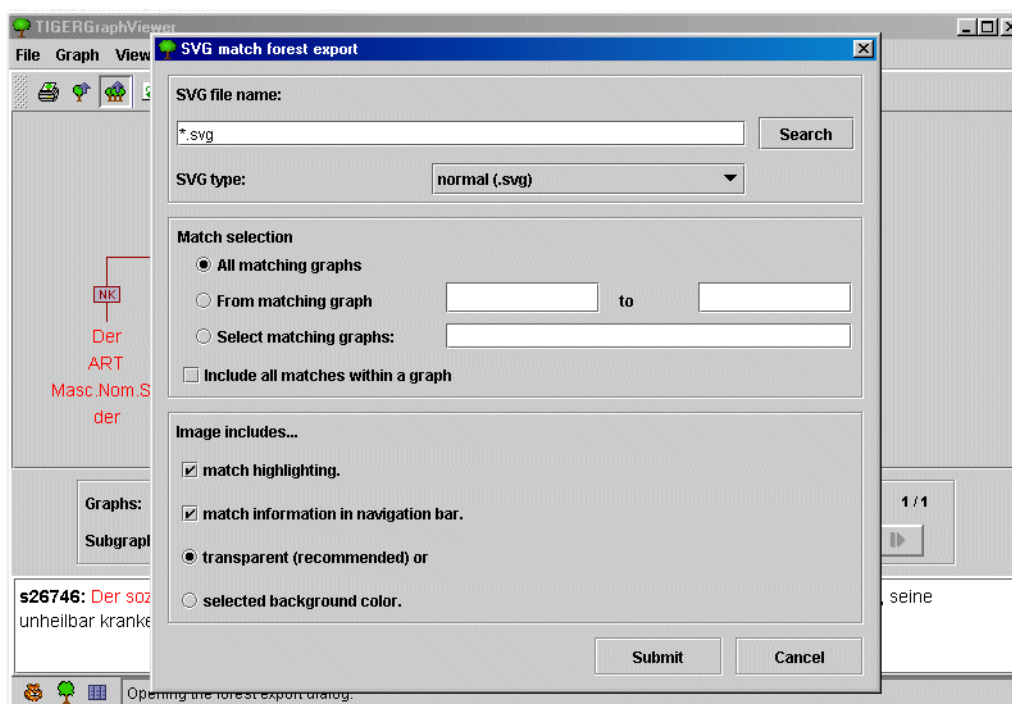 TIGERGraphViewer
SVG match forest export
File Graph View
SVG file name:
*.svg
Search
SVG type:
normal (.svg)
Match selection
All matching graphs
From matching graph
to
Select matching graphs:
Include all matches within a graph
NK
Der
ART
Masc.Nom.S
der
Image includes...
match highlighting.
match information in navigation bar.
transparent (recommended) or
selected background color.
Graphs:
1 / 1
Subgrap
s26746: Der soz , seine
unheilbar kranke
Submit
Cancel
Opening the forest export dialog.